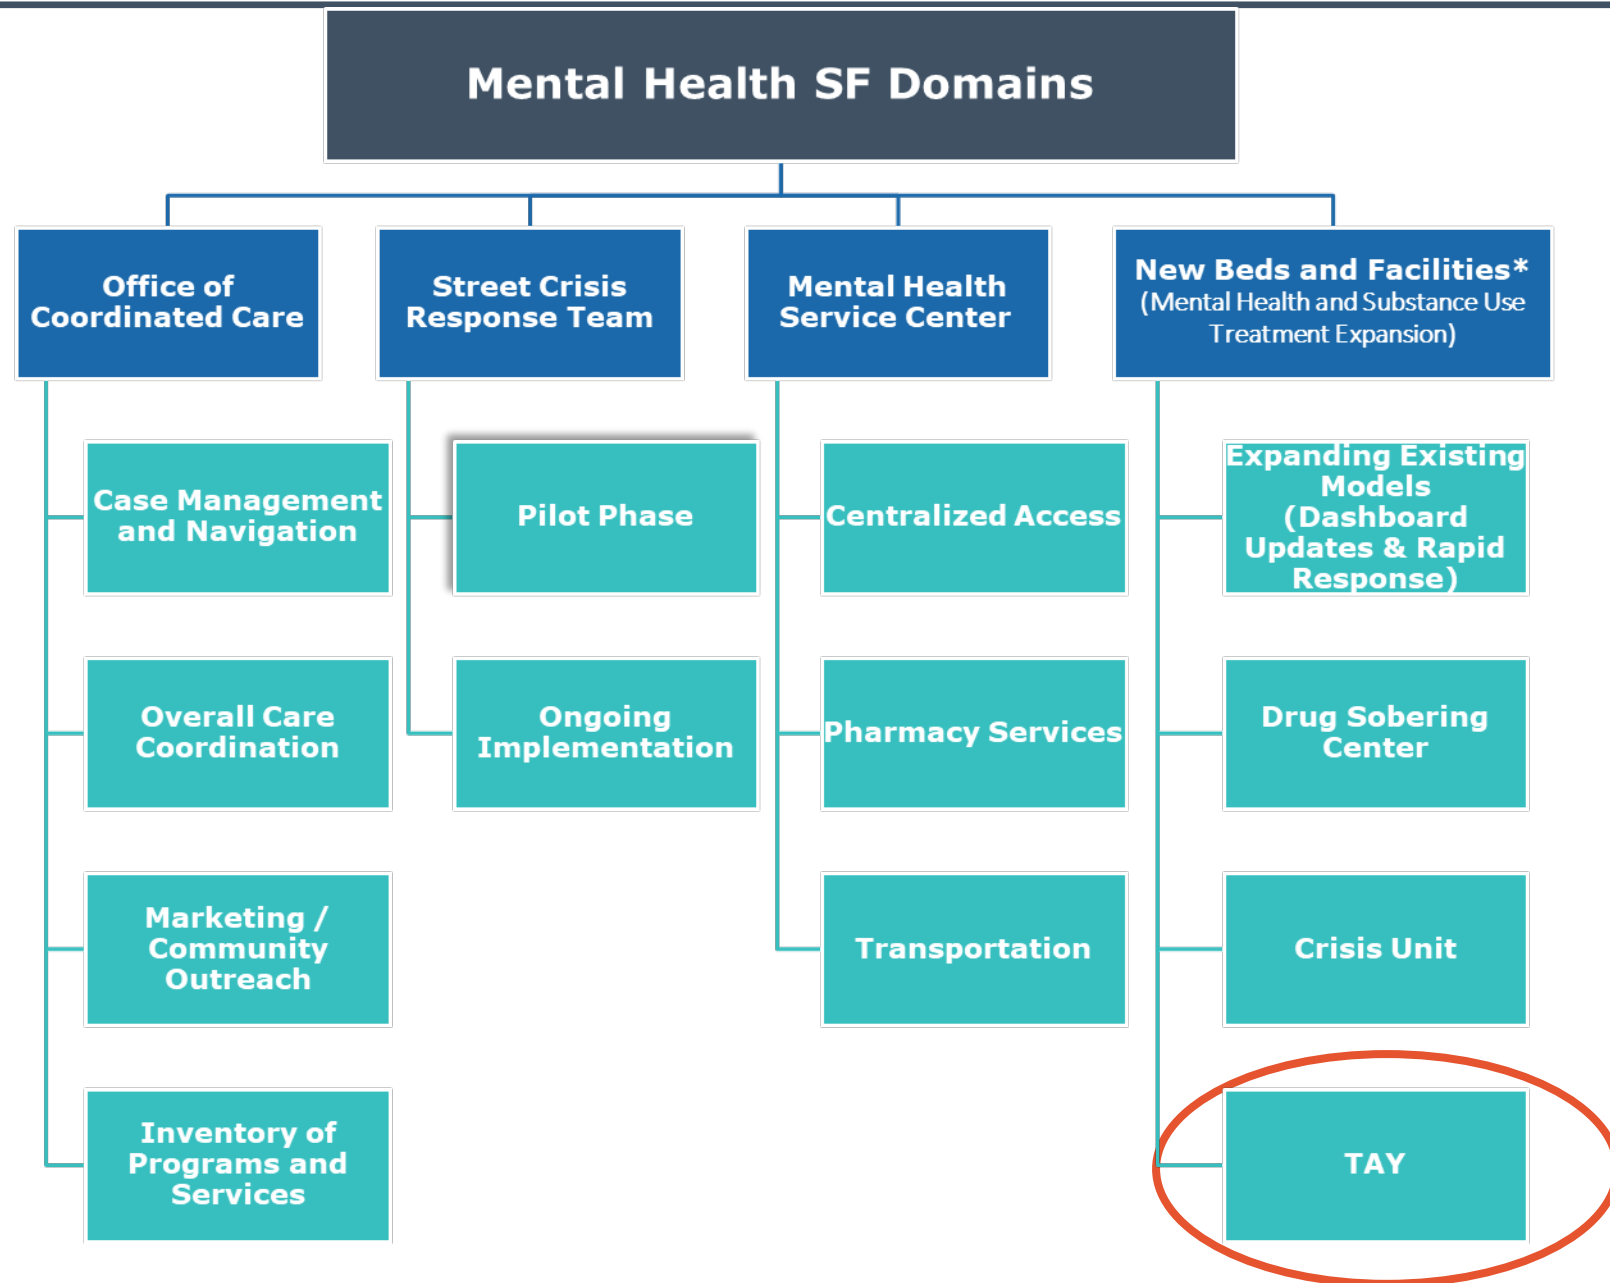 Mental Health SF Domains
Office of
Coordinated Care
Street Crisis
Response Team
Mental Health
Service Center
New Beds and Facilities*
(Mental Health and Substance Use
Treatment Expansion)
Case Management
and Navigation
Overall Care
Coordination
Marketing /
Community
Outreach
Inventory of
Programs and
Services
Pilot Phase
Ongoing
Implementation
Centralized Access
Pharmacy Services
Transportation
Expanding Existing
Models
(Dashboard
Updates & Rapid
Response)
Drug Sobering
Center
Crisis Unit
TAY